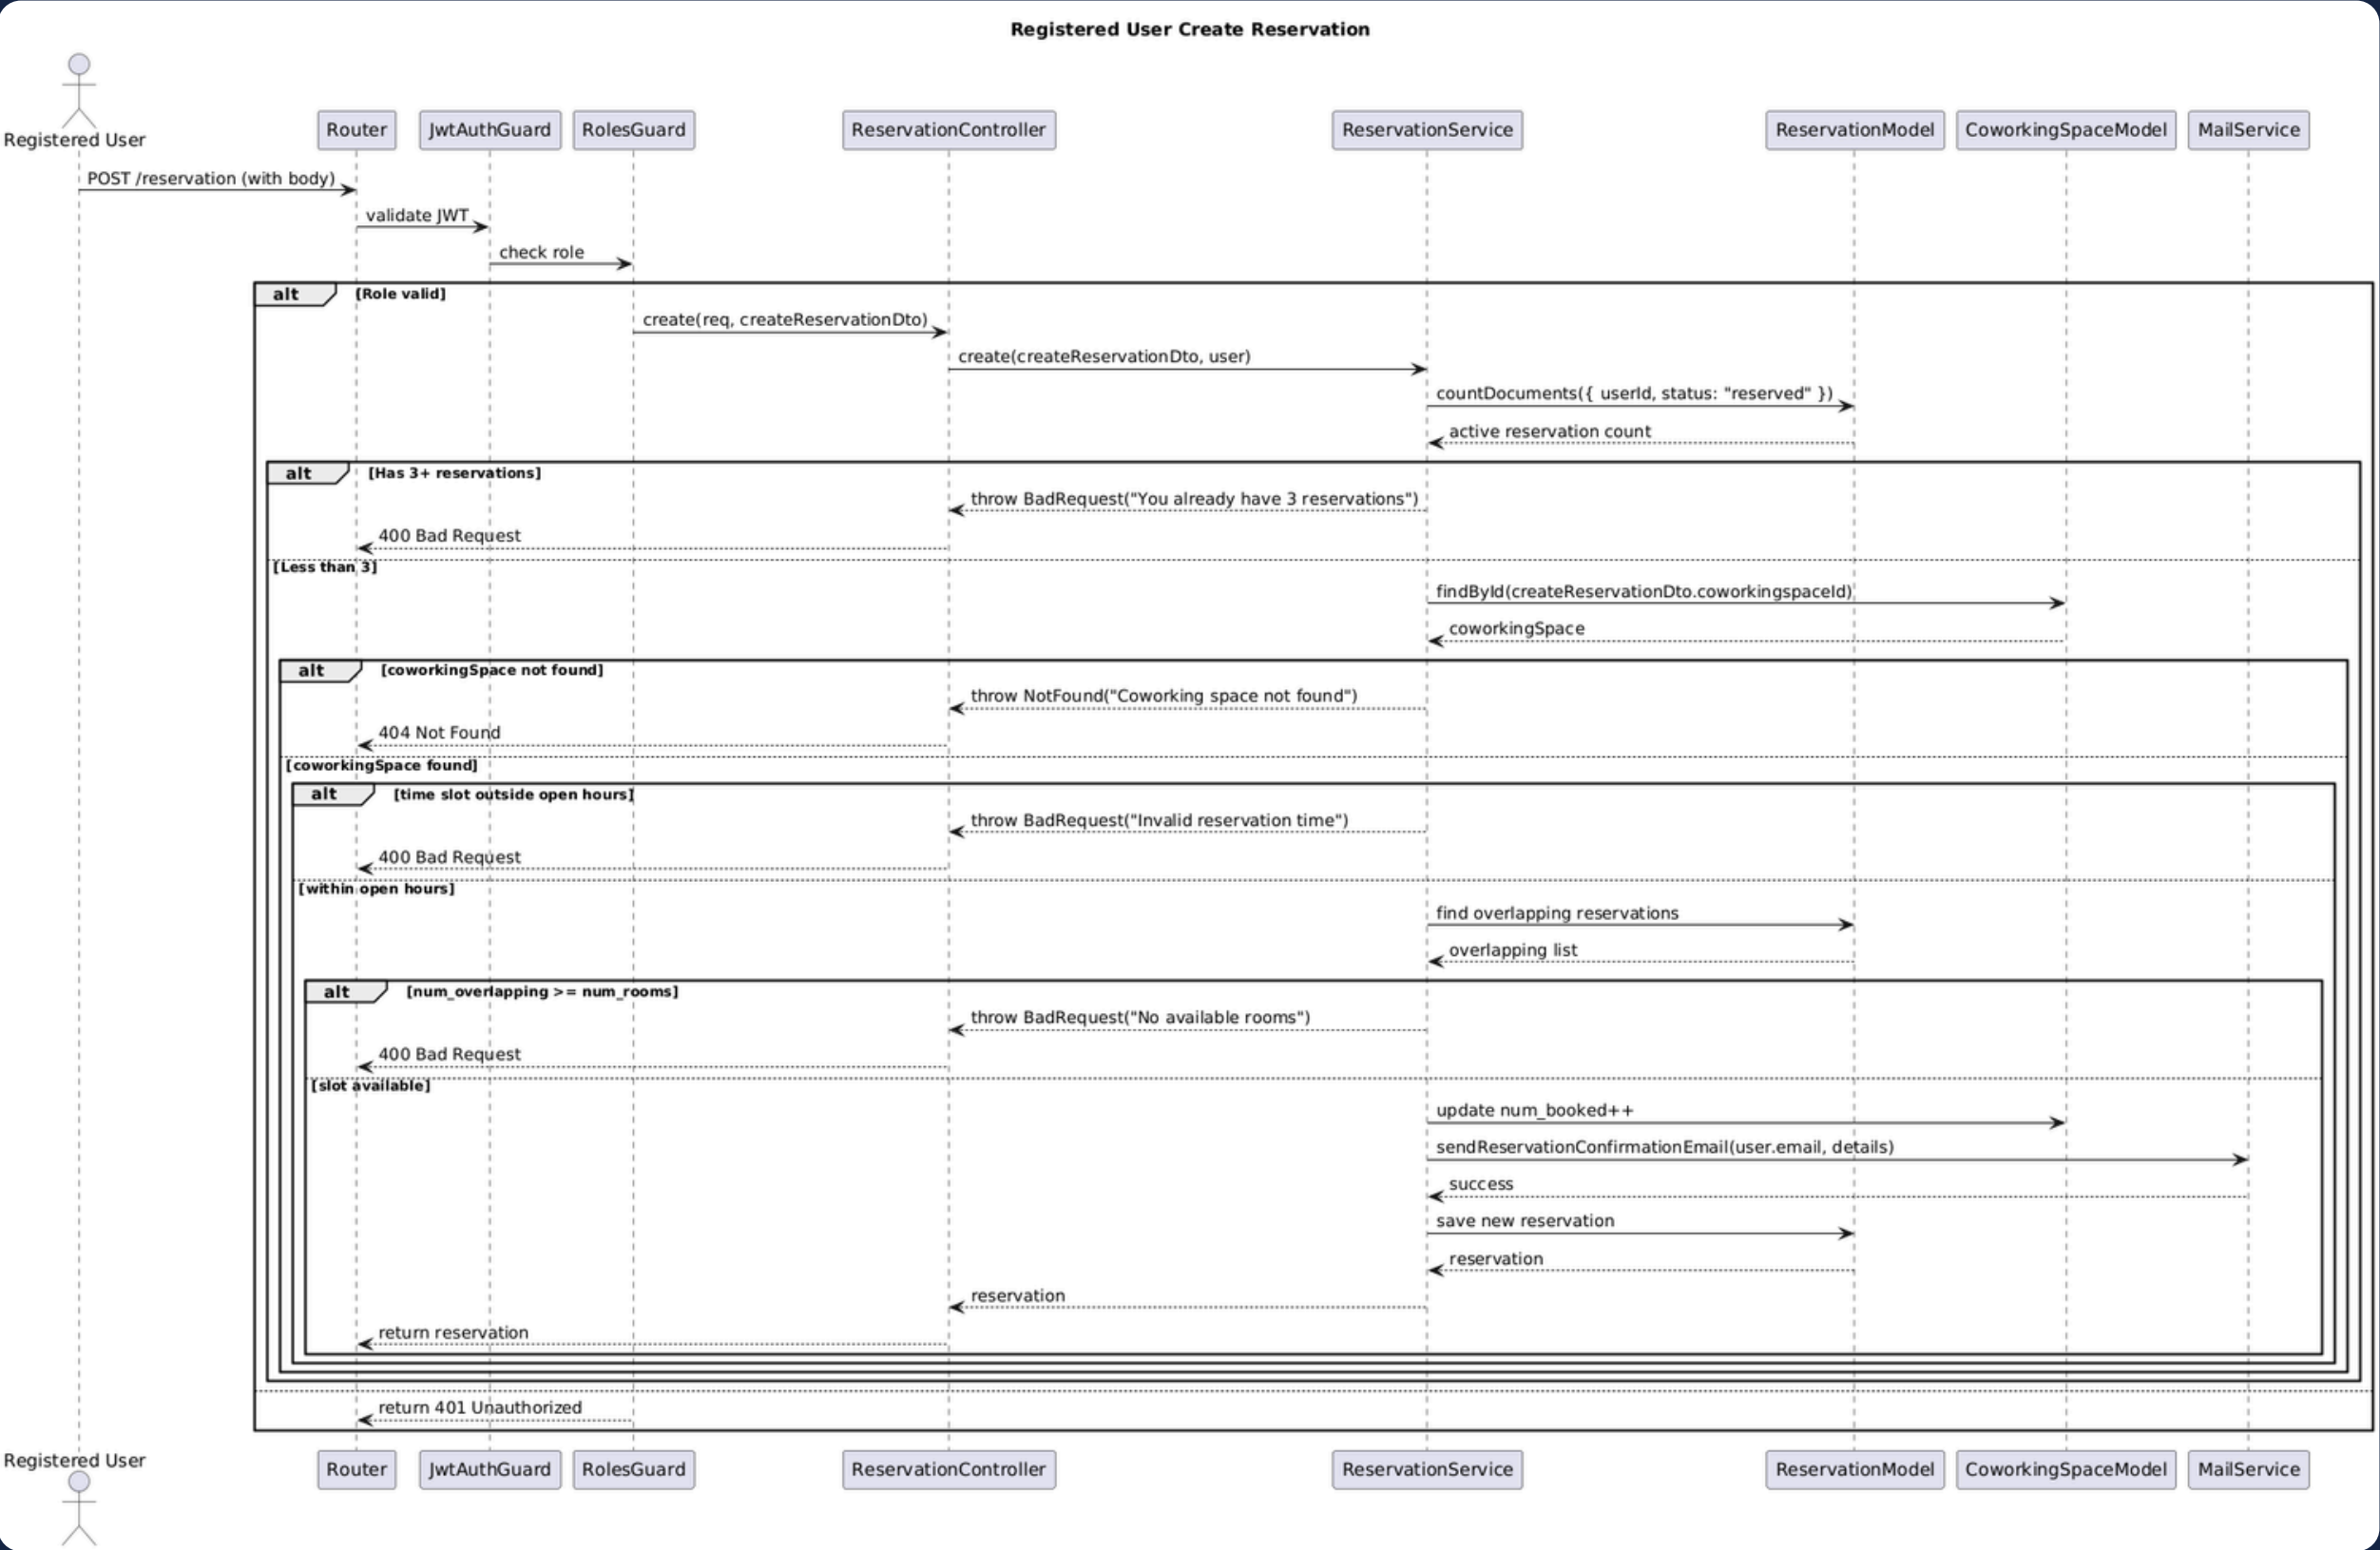 Registered User Create Reservation
Registered User
Router
JwtAuthGuard
RolesGuard
ReservationController
ReservationService
ReservationModel
CoworkingSpaceModel
MailService
POST /reservation (with body)
validate JWT
check role
alt
[Role valid]
create(req, createReservationDto)
create(createReservationDto, user)
countDocuments({ userId, status: "reserved" })
active reservation count
alt
[Has 3+ reservations]
throw BadRequest("You already have 3 reservations")
400 Bad Request
[Less than 3]
findById(createReservationDto.coworkingspaceId)
coworkingSpace
alt
[coworkingSpace not found]
throw NotFound("Coworking space not found")
404 Not Found
[coworkingSpace found]
alt
[time slot outside open hours]
throw BadRequest("Invalid reservation time")
400 Bad Request
[within open hours]
find overlapping reservations
overlapping list
alt
[num_overlapping >= num_rooms]
throw BadRequest("No available rooms")
400 Bad Request
[slot available]
update num_booked++
sendReservationConfirmationEmail(user.email, details)
success
save new reservation
reservation
reservation
return reservation
return 401 Unauthorized
Registered User
Router
JwtAuthGuard
RolesGuard
ReservationController
ReservationService
ReservationModel
CoworkingSpaceModel
MailService